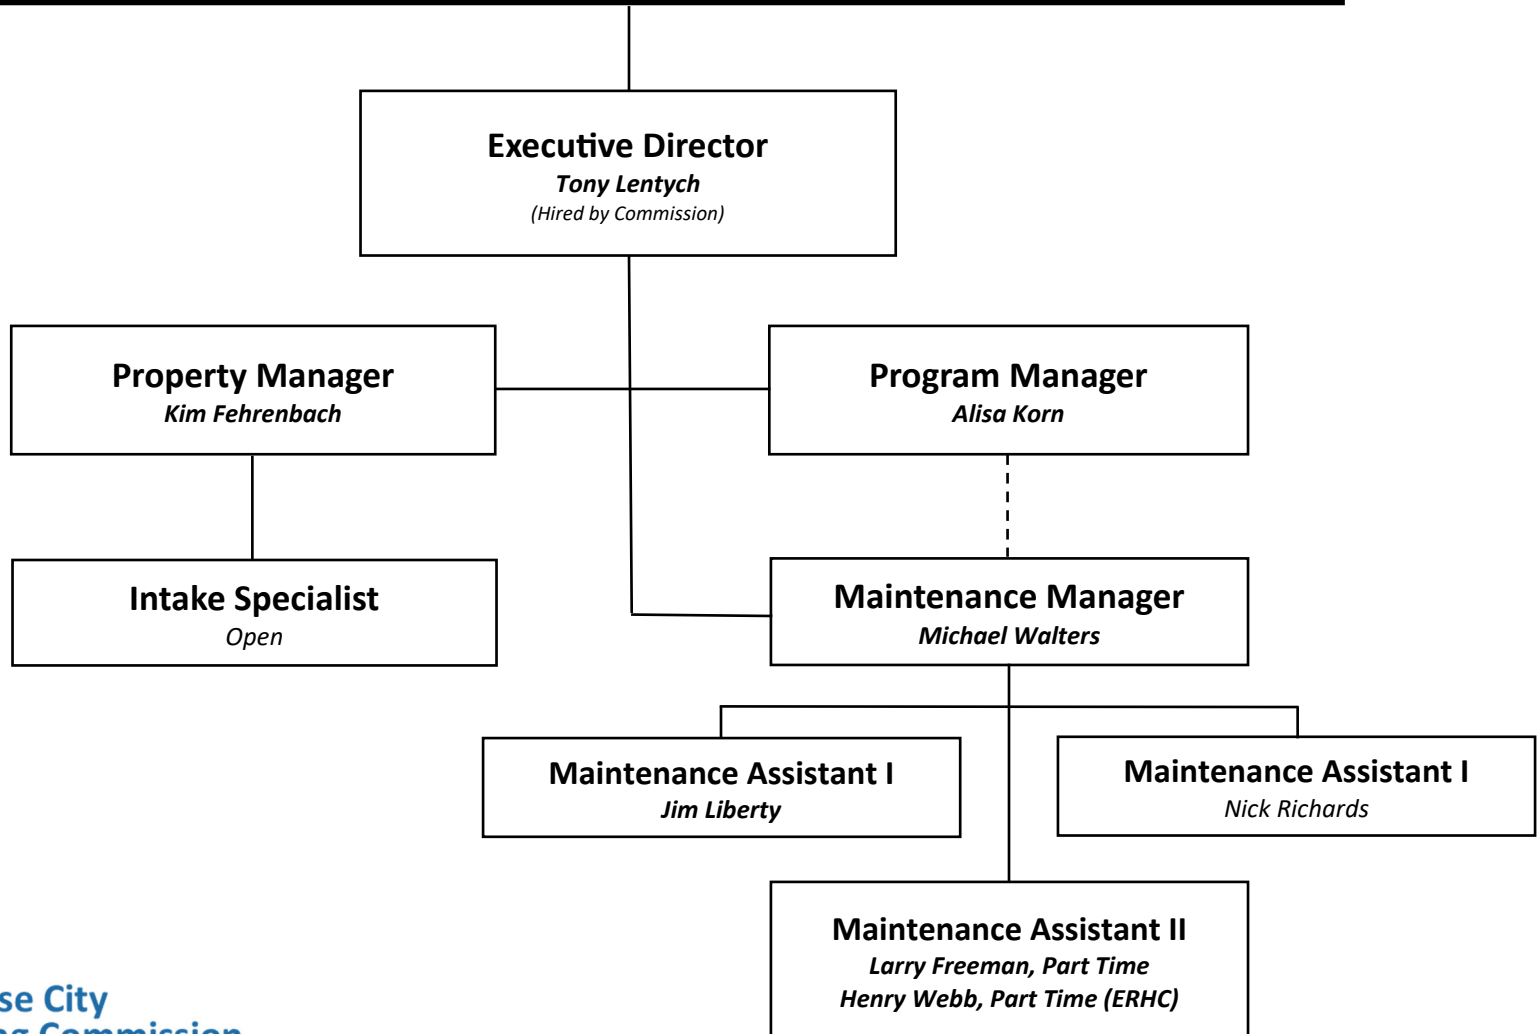 Executive Director
Tony Lentych
(Hired by Commission)
Property Manager
Kim Fehrenbach
Program Manager
Alisa Korn
Intake Specialist
Open
Maintenance Manager
Michael Walters
Maintenance Assistant I
Jim Liberty
Maintenance Assistant I
Nick Richards
Maintenance Assistant II
Larry Freeman, Part Time
Henry Webb, Part Time (ERHC)
se City
ng Commission